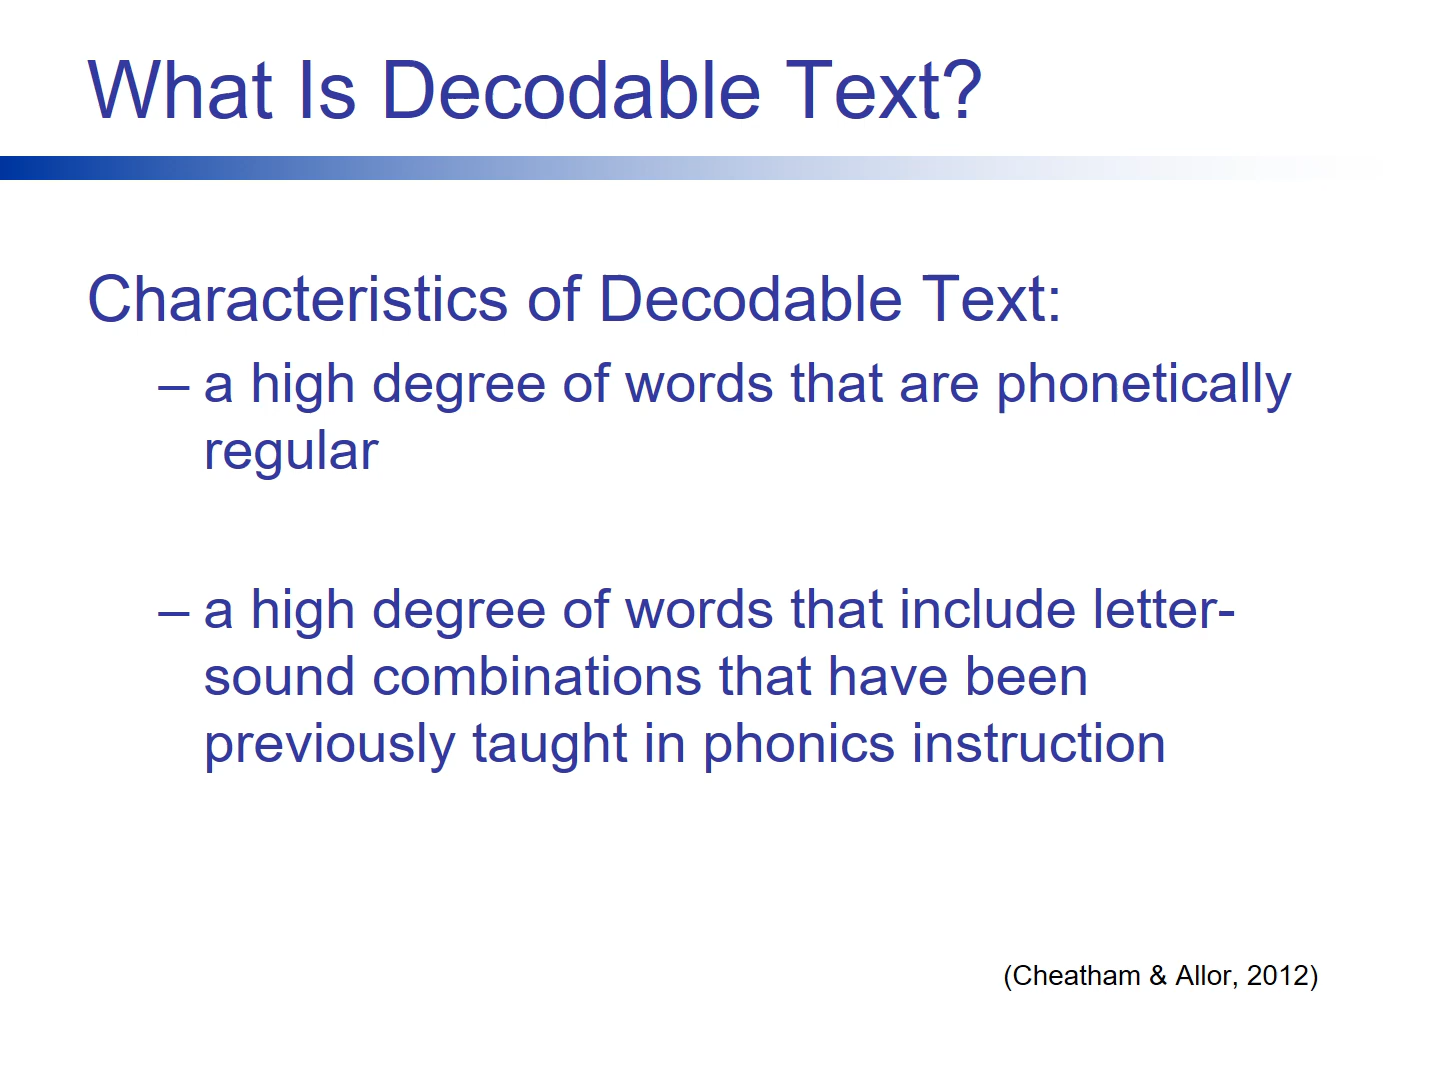 What Is Decodable Text?
Characteristics of Decodable Text:
– a high degree of words that are phonetically
regular
– a high degree of words that include letter-
sound combinations that have been
previously taught in phonics instruction
(Cheatham & Allor, 2012)